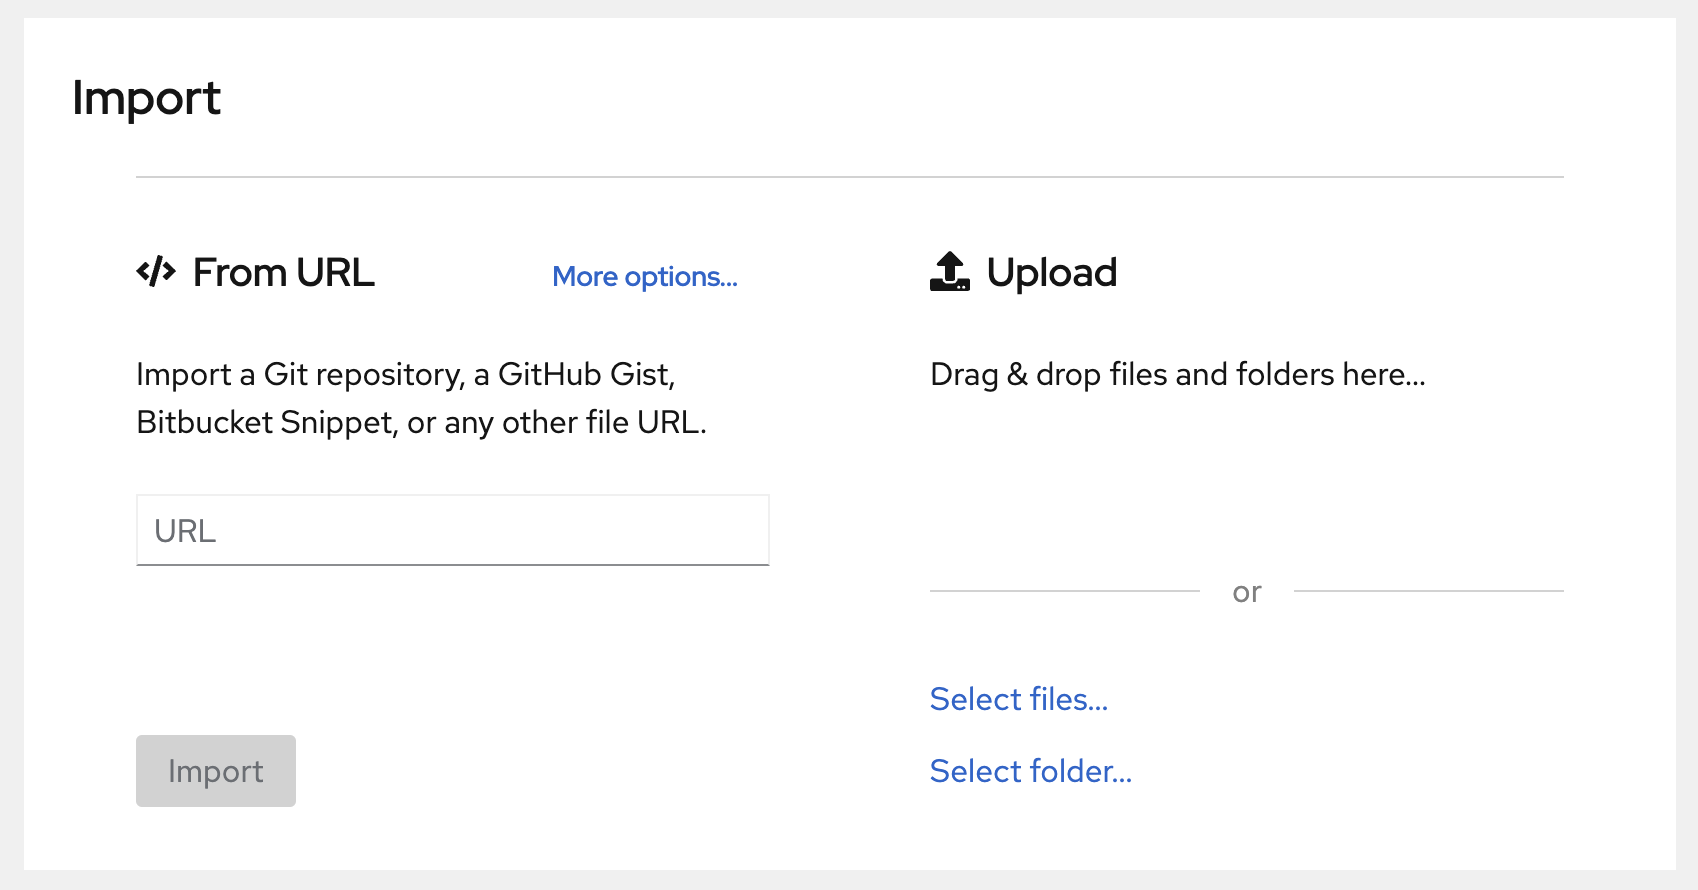 Import
From URL
More options...
Import a Git repository, a GitHub Gist,
Bitbucket Snippet, or any other file URL.
URL
Import
Upload
Drag & drop files and folders here...
or
Select files...
Select folder...